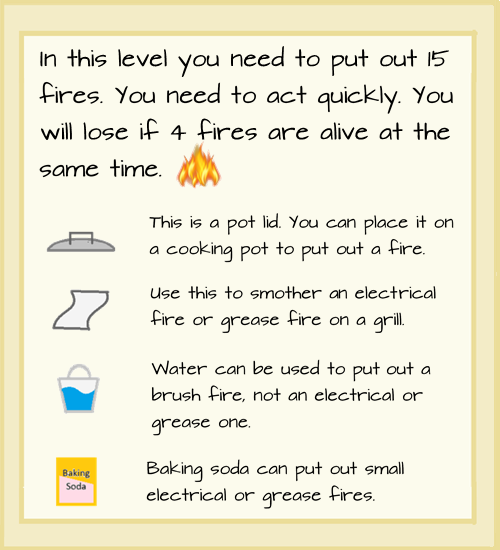 In this level you need to put out 15
fires. You need to act quickly. You
will lose if 4 fires are alive at the
same time.
This is a pot lid. You can place it on
a cooking pot to put out a fire.
Use this to smother an electrical
fire or grease fire on a grill.
Water can be used to put out a
brush fire, not an electrical or
grease one.
Baking
Soda
Baking soda can put out small
electrical or grease fires.